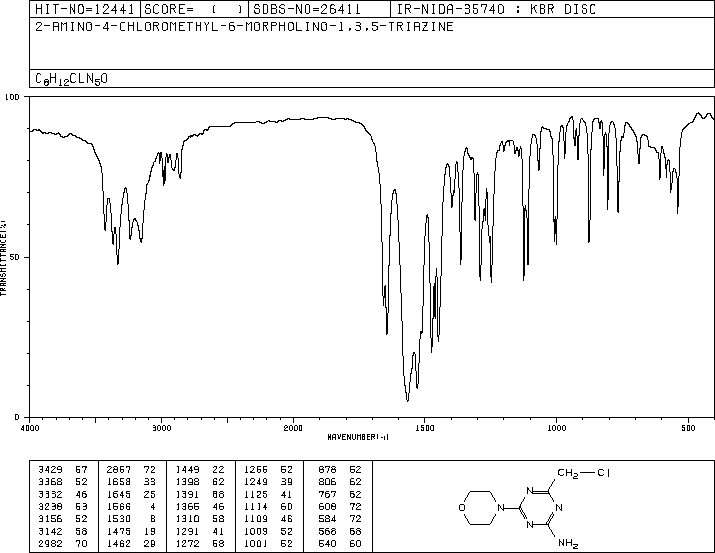 HIT-NO=12441 SCORE= ( ) SDBS-NO=26411 IR-NIDA-35740 : KBR DISC
2-AMINO-4-CHLOROMETHYL-6-MORPHOLINO-1,3,5-TRIAZINE
C8H12CLN5O
100
50
0
TRANSMITTANCE(%)
4000 3000 2000 1500 1000 500
WAVENUMBER(-1)
3429 57 2867 72 1449 22 1266 52 878 52
3368 52 1658 33 1398 62 1249 39 806 62
3332 46 1645 25 1391 66 1125 41 767 62
3238 53 1566 4 1365 46 1114 60 608 72
3156 52 1530 8 1310 58 1109 46 584 72
3142 58 1475 19 1291 41 1009 52 568 68
2982 70 1462 29 1272 58 1001 52 540 60
CH2 Cl
N N
O N N
NH2